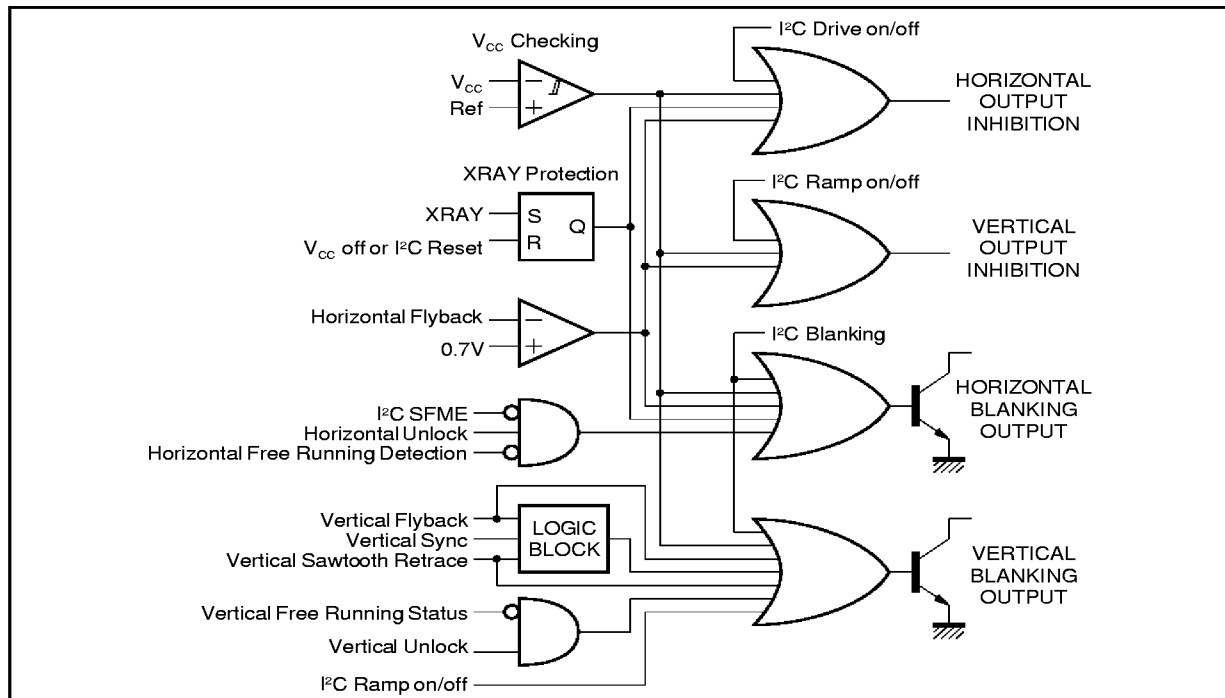 I²C Drive on/off
V_CC Checking
V_CC
−
Ref
+
HORIZONTAL
OUTPUT
INHIBITION
XRAY Protection
I²C Ramp on/off
XRAY
S
Q
R
V_CC off or I²C Reset
VERTICAL
OUTPUT
INHIBITION
Horizontal Flyback
−
0.7V
+
I²C Blanking
HORIZONTAL
BLANKING
OUTPUT
I²C SFME
Horizontal Unlock
Horizontal Free Running Detection
Vertical Flyback
Vertical Sync
Vertical Sawtooth Retrace
LOGIC
BLOCK
VERTICAL
BLANKING
OUTPUT
Vertical Free Running Status
Vertical Unlock
I²C Ramp on/off